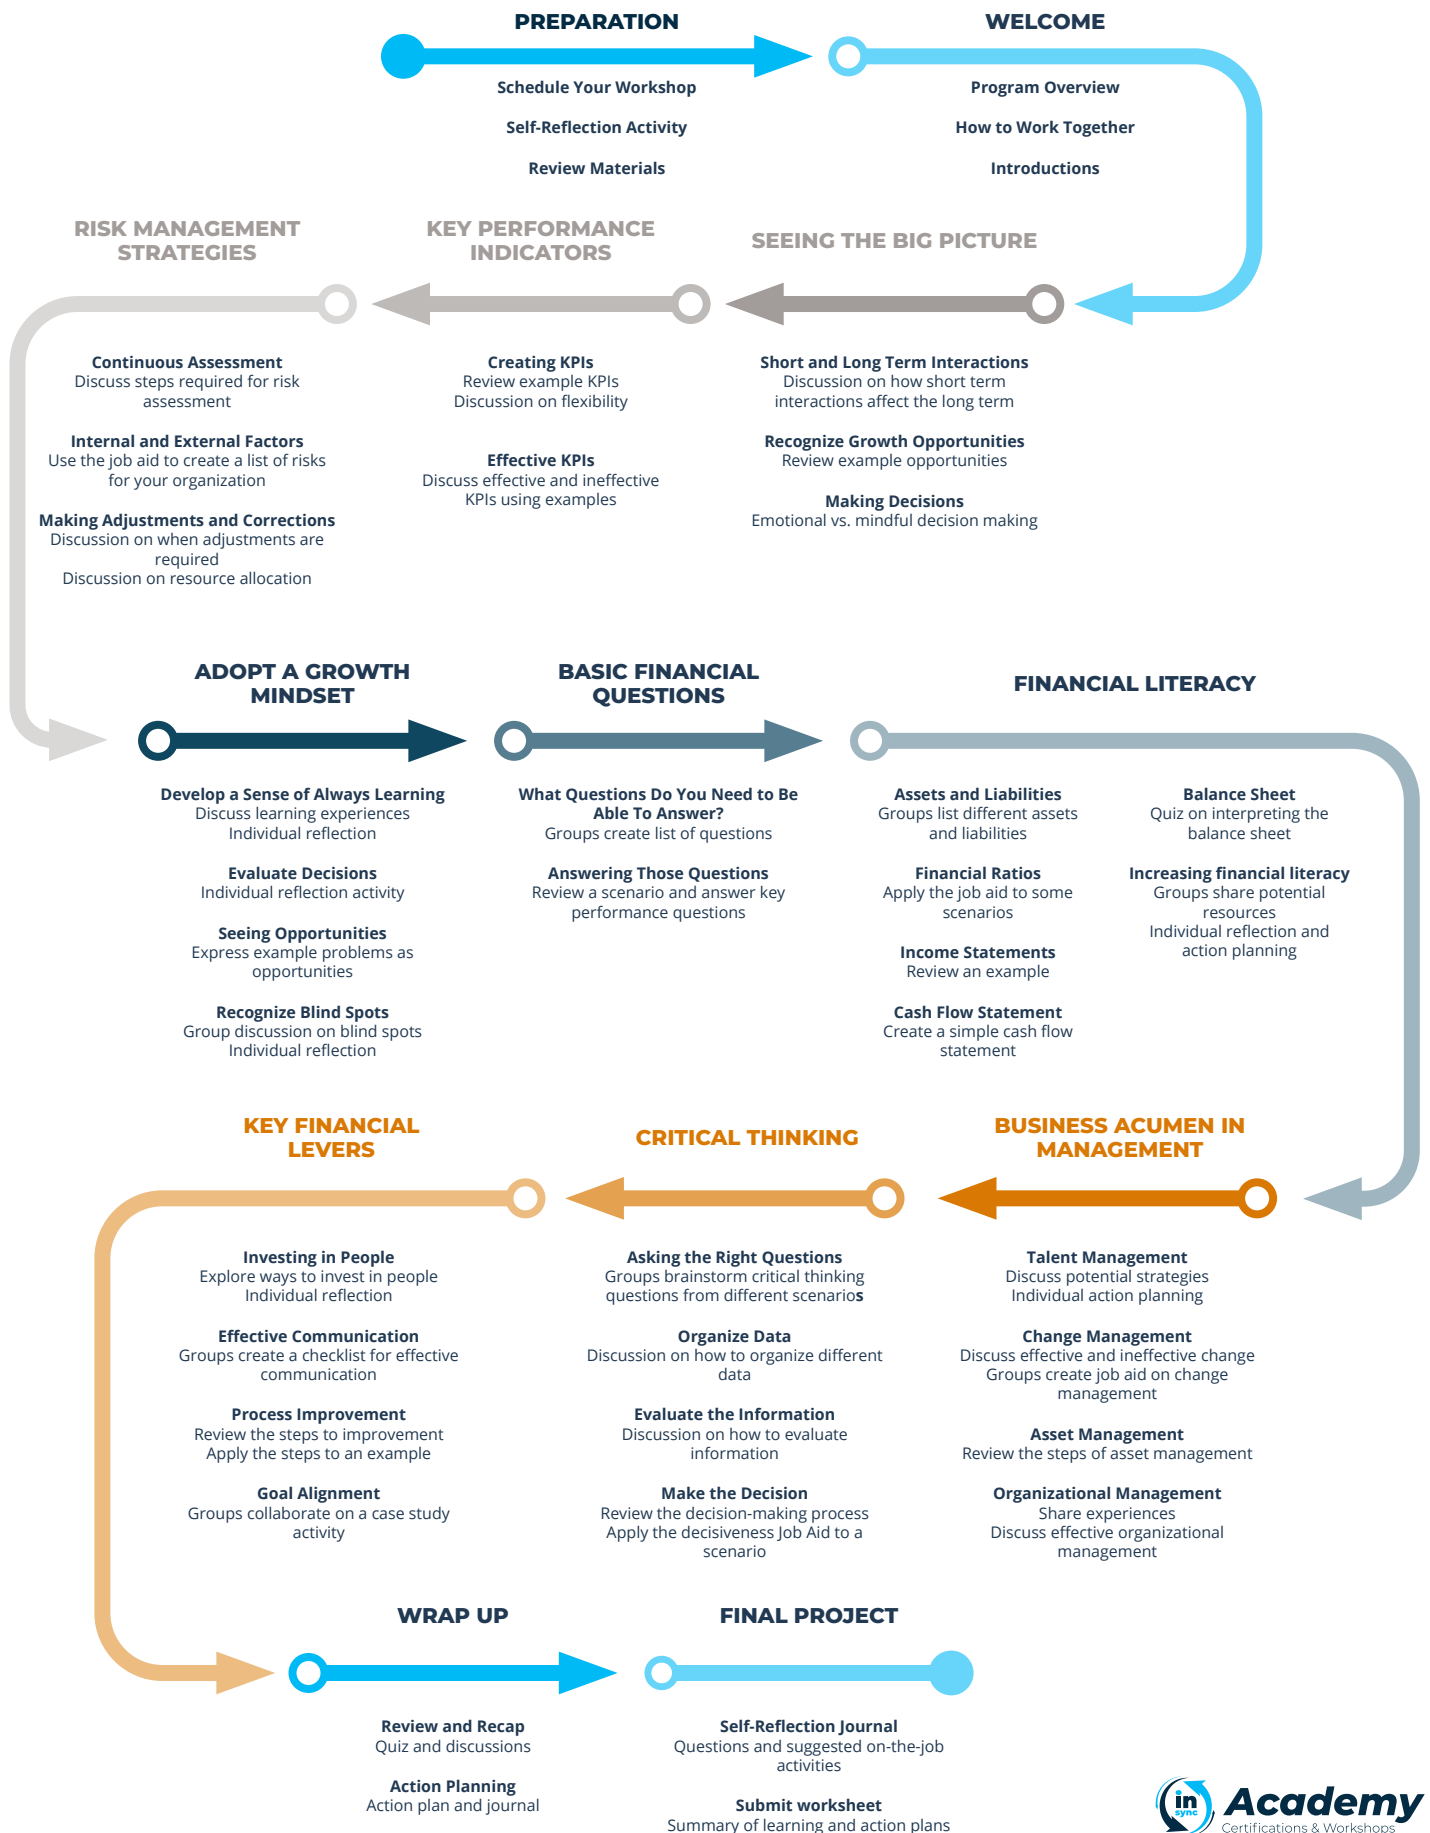 PREPARATION
Schedule Your Workshop
Self-Reflection Activity
Review Materials
WELCOME
Program Overview
How to Work Together
Introductions
SEEING THE BIG PICTURE
Short and Long Term Interactions
Discussion on how short term
interactions affect the long term
Recognize Growth Opportunities
Review example opportunities
Making Decisions
Emotional vs. mindful decision making
KEY PERFORMANCE
INDICATORS
Creating KPIs
Review example KPIs
Discussion on flexibility
Effective KPIs
Discuss effective and ineffective
KPIs using examples
RISK MANAGEMENT
STRATEGIES
Continuous Assessment
Discuss steps required for risk
assessment
Internal and External Factors
Use the job aid to create a list of risks
for your organization
Making Adjustments and Corrections
Discussion on when adjustments are
required
Discussion on resource allocation
ADOPT A GROWTH
MINDSET
Develop a Sense of Always Learning
Discuss learning experiences
Individual reflection
Evaluate Decisions
Individual reflection activity
Seeing Opportunities
Express example problems as
opportunities
Recognize Blind Spots
Group discussion on blind spots
Individual reflection
BASIC FINANCIAL
QUESTIONS
What Questions Do You Need to Be
Able To Answer?
Groups create list of questions
Answering Those Questions
Review a scenario and answer key
performance questions
FINANCIAL LITERACY
Assets and Liabilities
Groups list different assets
and liabilities
Financial Ratios
Apply the job aid to some
scenarios
Income Statements
Review an example
Cash Flow Statement
Create a simple cash flow
statement
Balance Sheet
Quiz on interpreting the
balance sheet
Increasing financial literacy
Groups share potential
resources
Individual reflection and
action planning
BUSINESS ACUMEN IN
MANAGEMENT
Talent Management
Discuss potential strategies
Individual action planning
Change Management
Discuss effective and ineffective change
Groups create job aid on change
management
Asset Management
Review the steps of asset management
Organizational Management
Share experiences
Discuss effective organizational
management
CRITICAL THINKING
Asking the Right Questions
Groups brainstorm critical thinking
questions from different scenarios
Organize Data
Discussion on how to organize different
data
Evaluate the Information
Discussion on how to evaluate
information
Make the Decision
Review the decision-making process
Apply the decisiveness Job Aid to a
scenario
KEY FINANCIAL
LEVERS
Investing in People
Explore ways to invest in people
Individual reflection
Effective Communication
Groups create a checklist for effective
communication
Process Improvement
Review the steps to improvement
Apply the steps to an example
Goal Alignment
Groups collaborate on a case study
activity
WRAP UP
Review and Recap
Quiz and discussions
Action Planning
Action plan and journal
FINAL PROJECT
Self-Reflection Journal
Questions and suggested on-the-job
activities
Submit worksheet
Summary of learning and action plans
in
sync
Academy
Certifications & Workshops